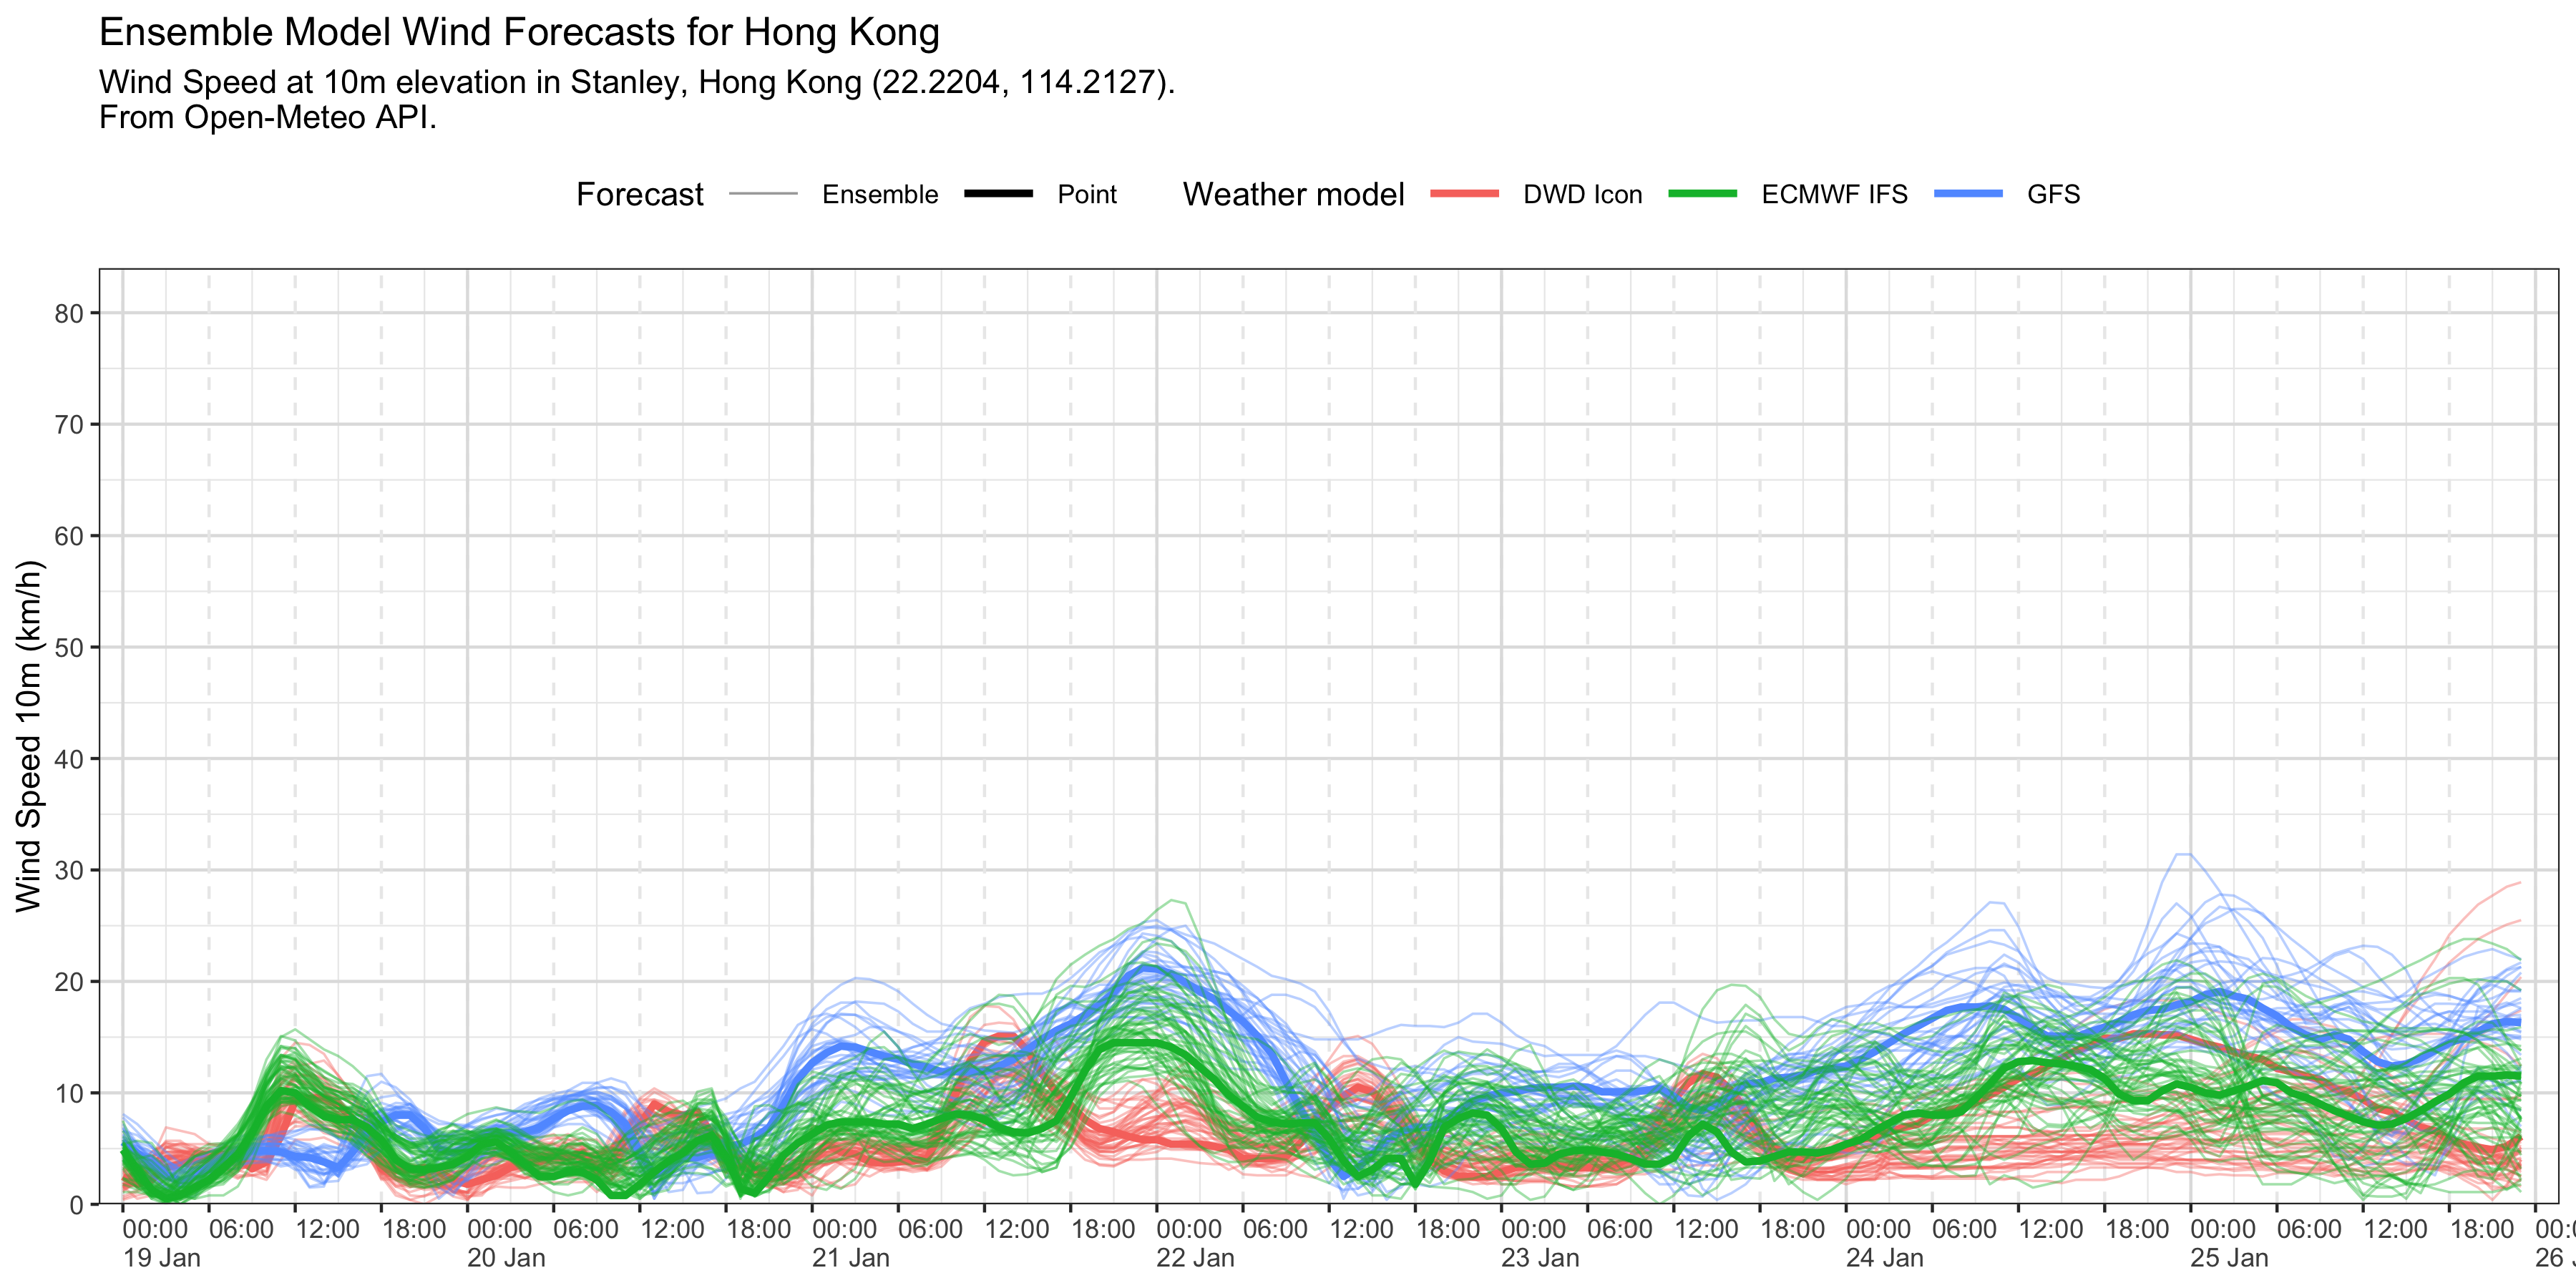 Ensemble Model Wind Forecasts for Hong Kong
Wind Speed at 10m elevation in Stanley, Hong Kong (22.2204, 114.2127).
From Open-Meteo API.
Forecast Ensemble Point Weather model DWD Icon ECMWF IFS GFS
Wind Speed 10m (km/h)
80
70
60
50
40
30
20
10
0
00:00 06:00 12:00 18:00 00:00 06:00 12:00 18:00 00:00 06:00 12:00 18:00 00:00 06:00 12:00 18:00 00:00 06:00 12:00 18:00 00:00 06:00 12:00 18:00 00:00 06:00 12:00 18:00 00:0
19 Jan 20 Jan 21 Jan 22 Jan 23 Jan 24 Jan 25 Jan 26